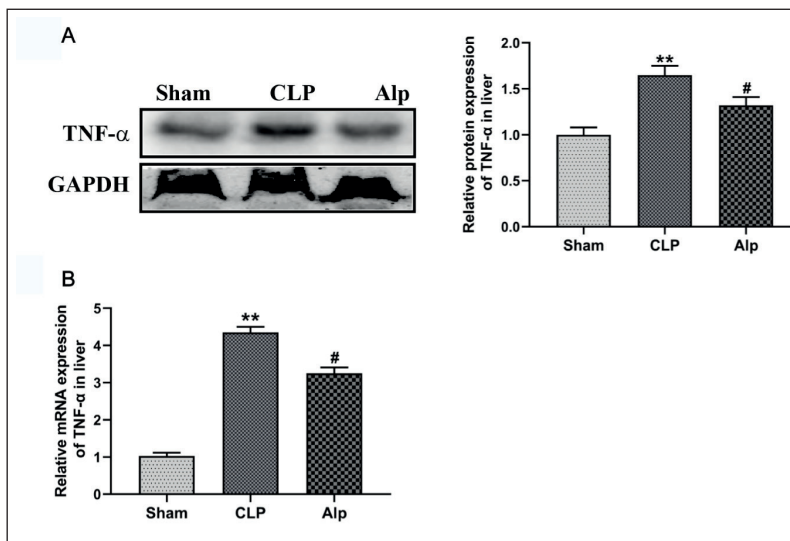 A
Sham CLP Alp
TNF-α
GAPDH
Relative protein expression
of TNF-α in liver
2.0
1.5
1.0
0.5
0.0
**
#
Sham CLP Alp
B
Relative mRNA expression
of TNF-α in liver
5
4
3
2
1
0
**
#
Sham CLP Alp